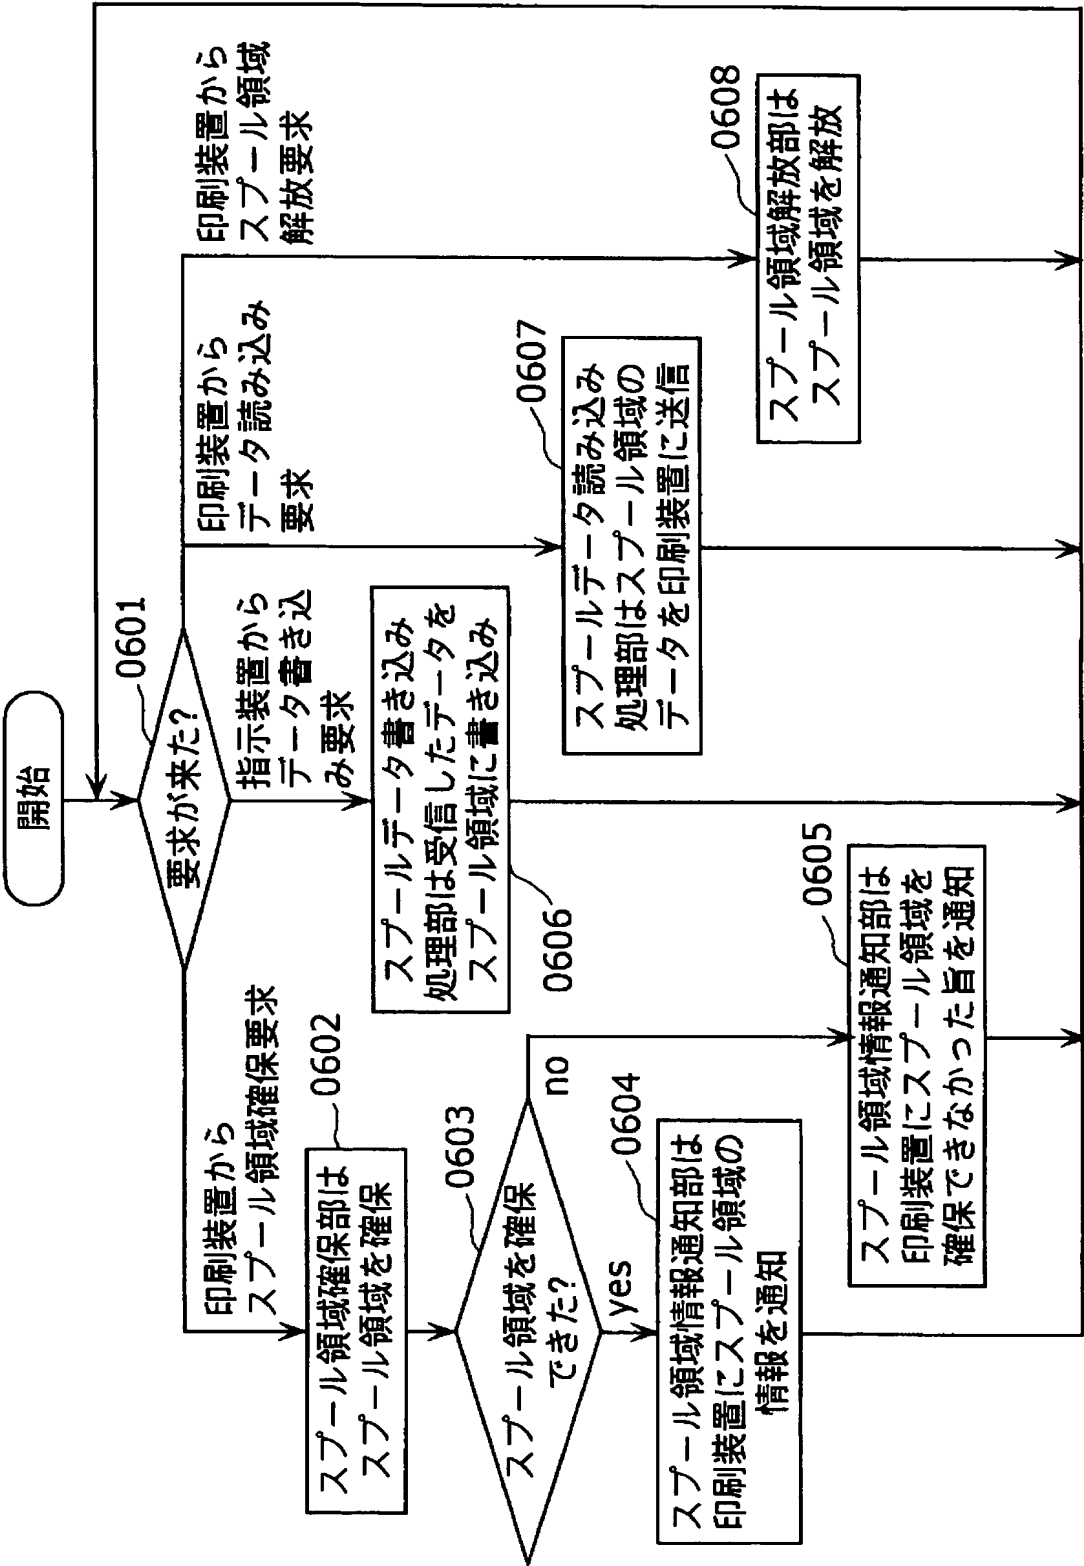 開始
0601
要求が来た?
印刷装置から
スプール領域確保要求
0602
スプール領域確保部は
スプール領域を確保
0603
スプール領域を確保
できた?
yes
no
0604
スプール領域情報通知部は
印刷装置にスプール領域の
情報を通知
0605
スプール領域情報通知部は
印刷装置にスプール領域を
確保できなかった旨を通知
指示装置から
データ書き込
み要求
スプールデータ書き込み
処理部は受信したデータを
スプール領域に書き込み
0606
印刷装置から
データ読み込み
要求
0607
スプールデータ読み込み
処理部はスプール領域の
データを印刷装置に送信
印刷装置から
スプール領域
解放要求
0608
スプール領域解放部は
スプール領域を解放